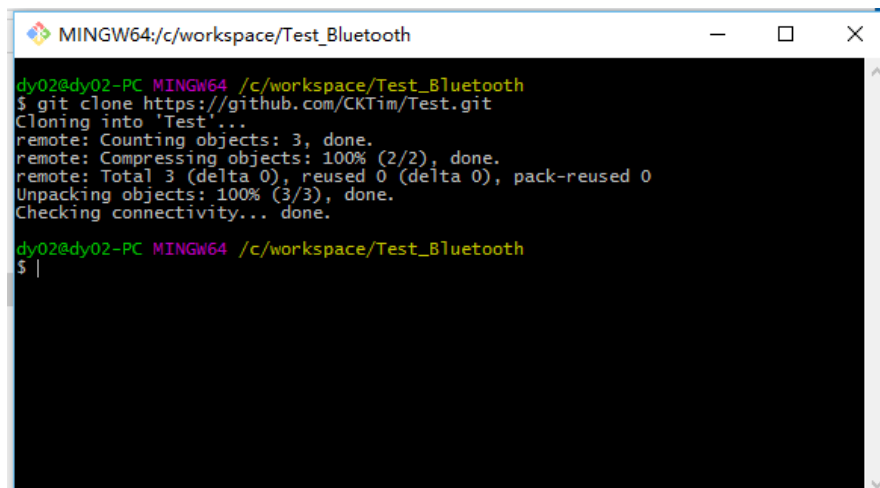 MINGW64:/c/workspace/Test_Bluetooth
dy02@dy02-PC MINGW64 /c/workspace/Test_Bluetooth
$ git clone https://github.com/CKTim/Test.git
Cloning into 'Test'...
remote: Counting objects: 3, done.
remote: Compressing objects: 100% (2/2), done.
remote: Total 3 (delta 0), reused 0 (delta 0), pack-reused 0
Unpacking objects: 100% (3/3), done.
Checking connectivity... done.
dy02@dy02-PC MINGW64 /c/workspace/Test_Bluetooth
$